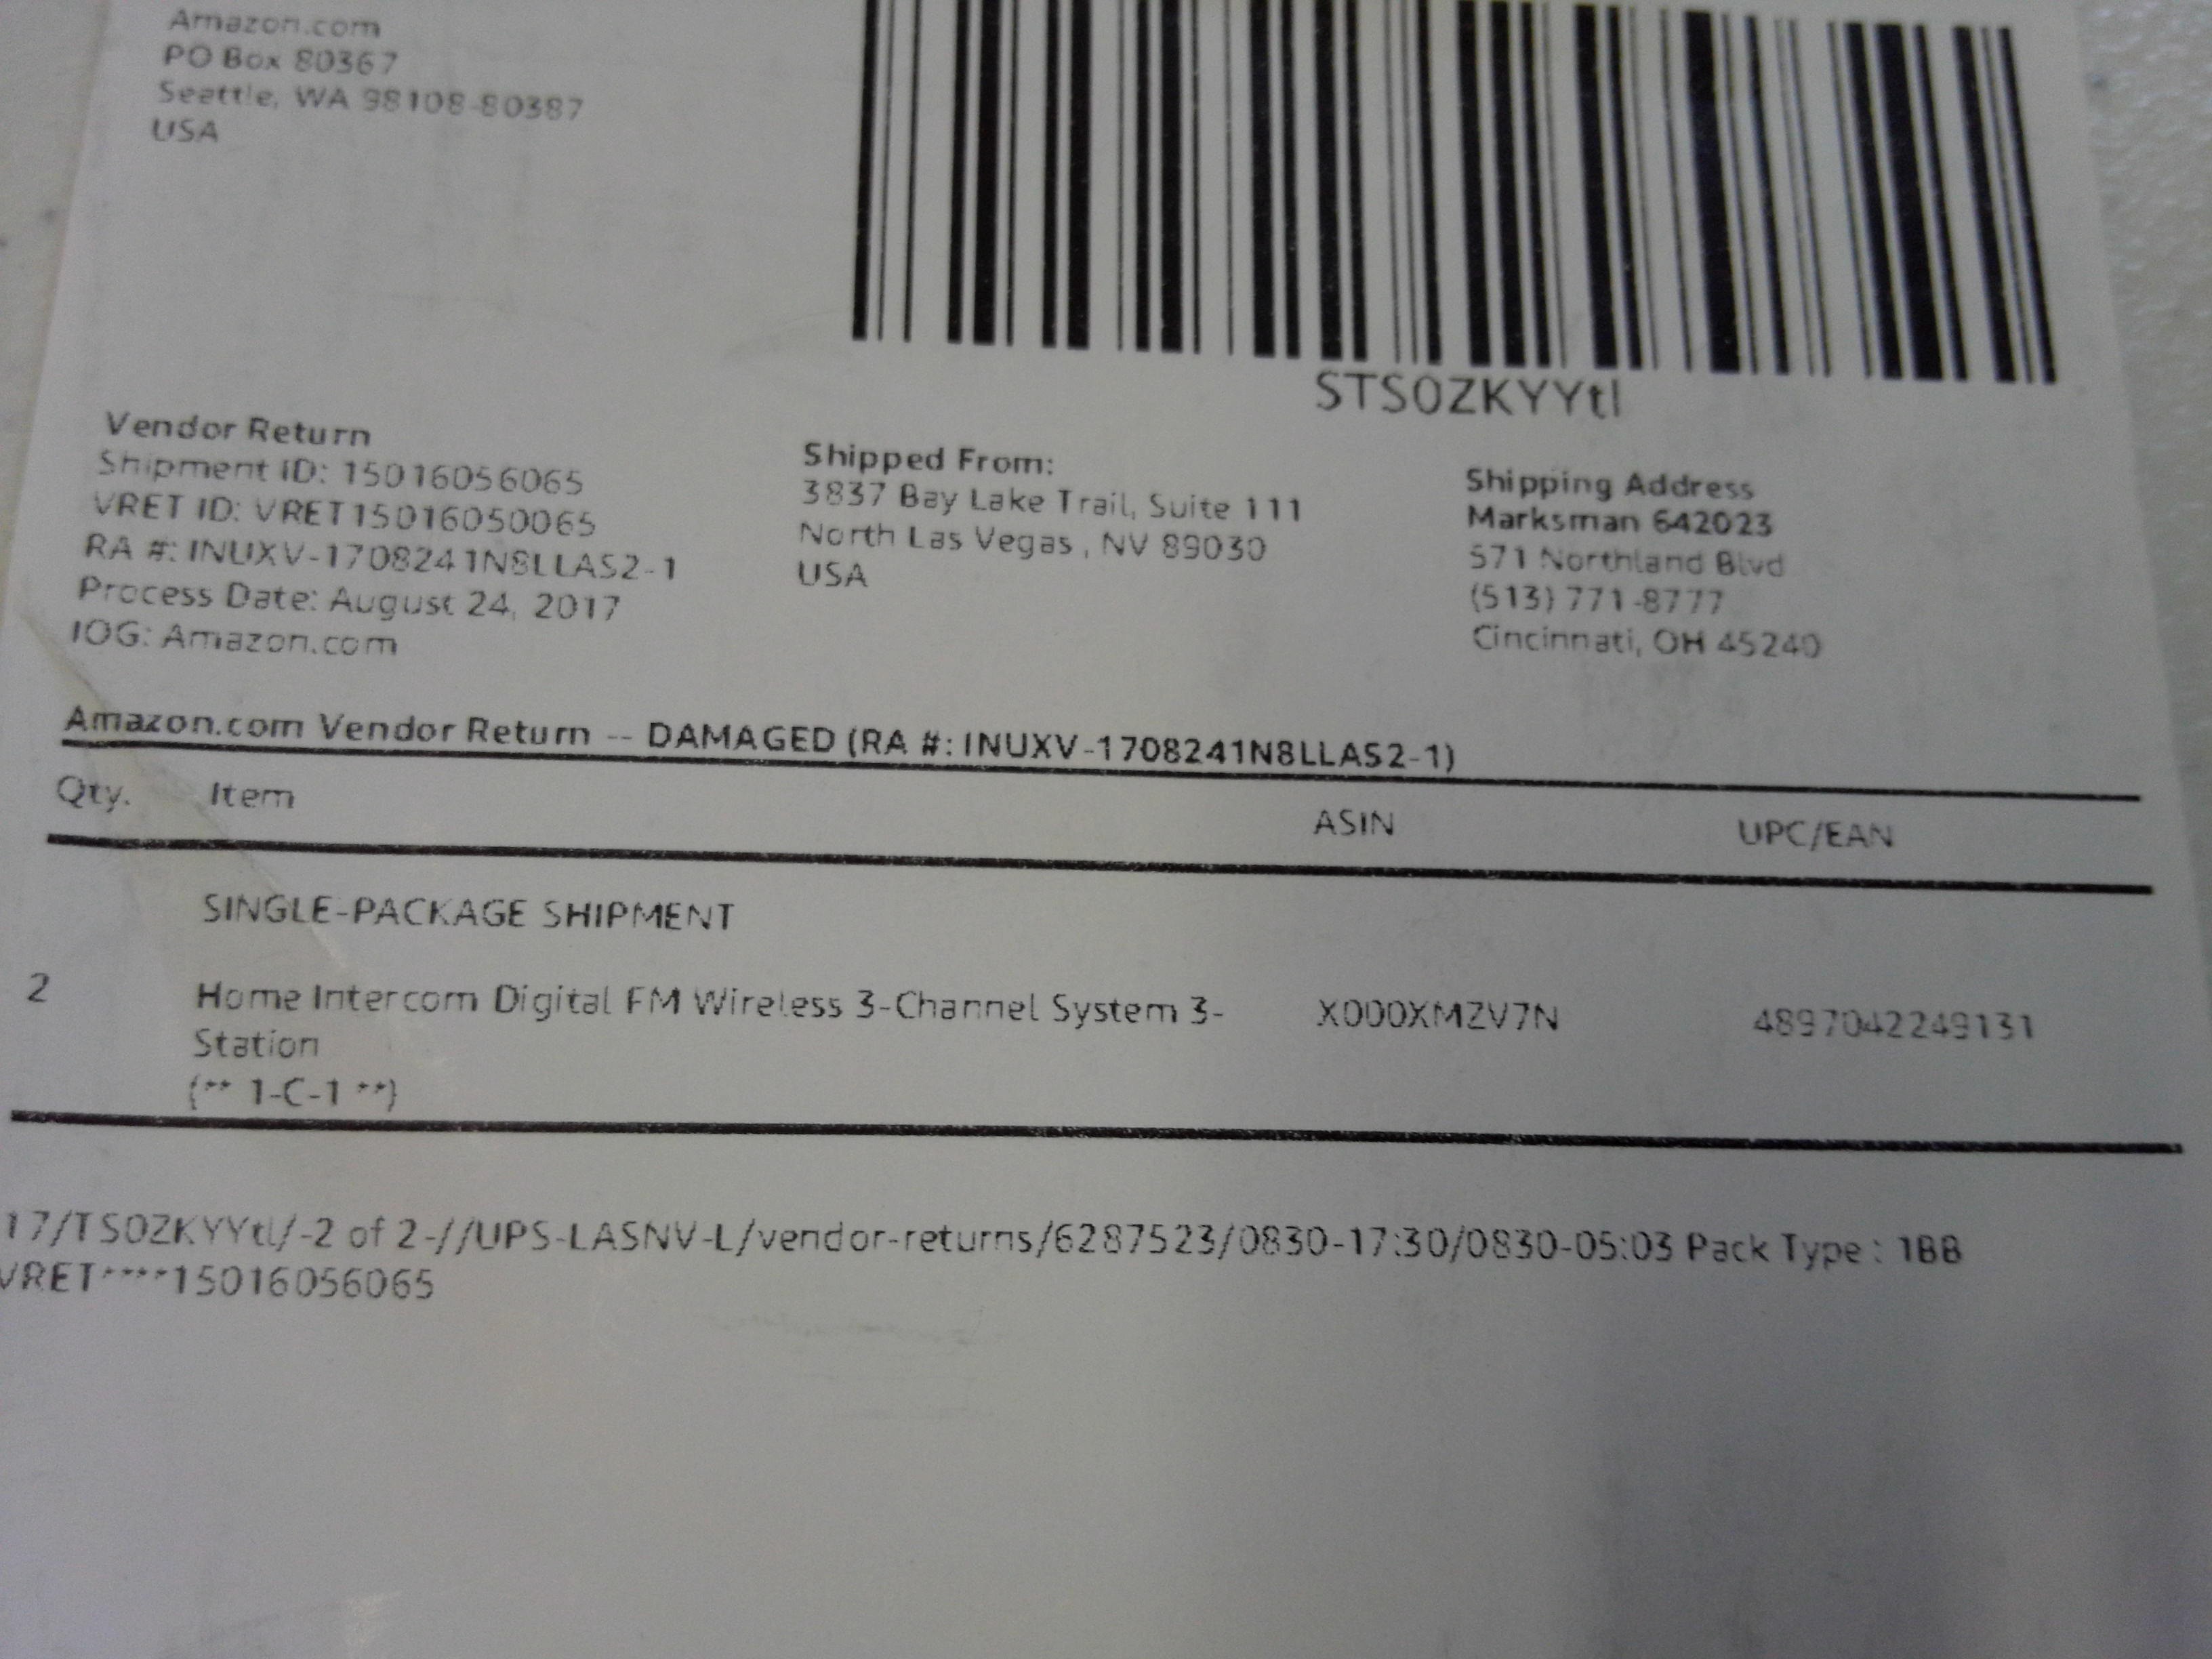 Amazon.com
PO Box 80367
Seattle, WA 98108-80387
USA
STS0ZKYYtl
Vendor Return
Shipment ID: 15016056065
VRET ID: VRET15016050065
RA #: INUXV-1708241N8LLAS2-1
Process Date: August 24, 2017
IOG: Amazon.com
Shipped From:
3837 Bay Lake Trail, Suite 111
North Las Vegas , NV 89030
USA
Shipping Address
Marksman 642023
571 Northland Blvd
(513) 771-8777
Cincinnati, OH 45240
Amazon.com Vendor Return -- DAMAGED (RA #: INUXV-1708241N8LLAS2-1)
Qty. Item ASIN UPC/EAN
SINGLE-PACKAGE SHIPMENT
2 Home Intercom Digital FM Wireless 3-Channel System 3- X000XMZV7N 4897042249131
Station
(** 1-C-1 **)
17/TS0ZKYYtl/-2 of 2-//UPS-LASNV-L/vendor-returns/6287523/0830-17:30/0830-05:03 Pack Type : 1BB
VRET****15016056065